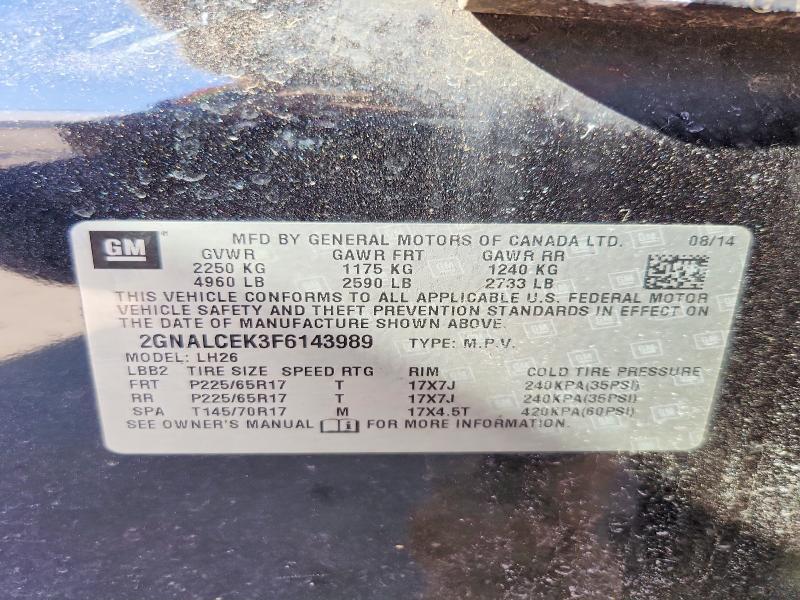 GM
MFD BY GENERAL MOTORS OF CANADA LTD. 08/14
GVWR GAWR FRT GAWR RR
2250 KG 1175 KG 1240 KG
4960 LB 2590 LB 2733 LB
THIS VEHICLE CONFORMS TO ALL APPLICABLE U.S. FEDERAL MOTOR
VEHICLE SAFETY AND THEFT PREVENTION STANDARDS IN EFFECT ON
THE DATE OF MANUFACTURE SHOWN ABOVE
2GNALCEK3F6143989 TYPE: M.P.V.
MODEL: LH26
LBB2 TIRE SIZE SPEED RTG RIM COLD TIRE PRESSURE
FRT P225/65R17 T 17X7J 240KPA(35PSI)
RR P225/65R17 T 17X7J 240KPA(35PSI)
SPA T145/70R17 M 17X4.5T 420KPA(60PSI)
SEE OWNER'S MANUAL FOR MORE INFORMATION.